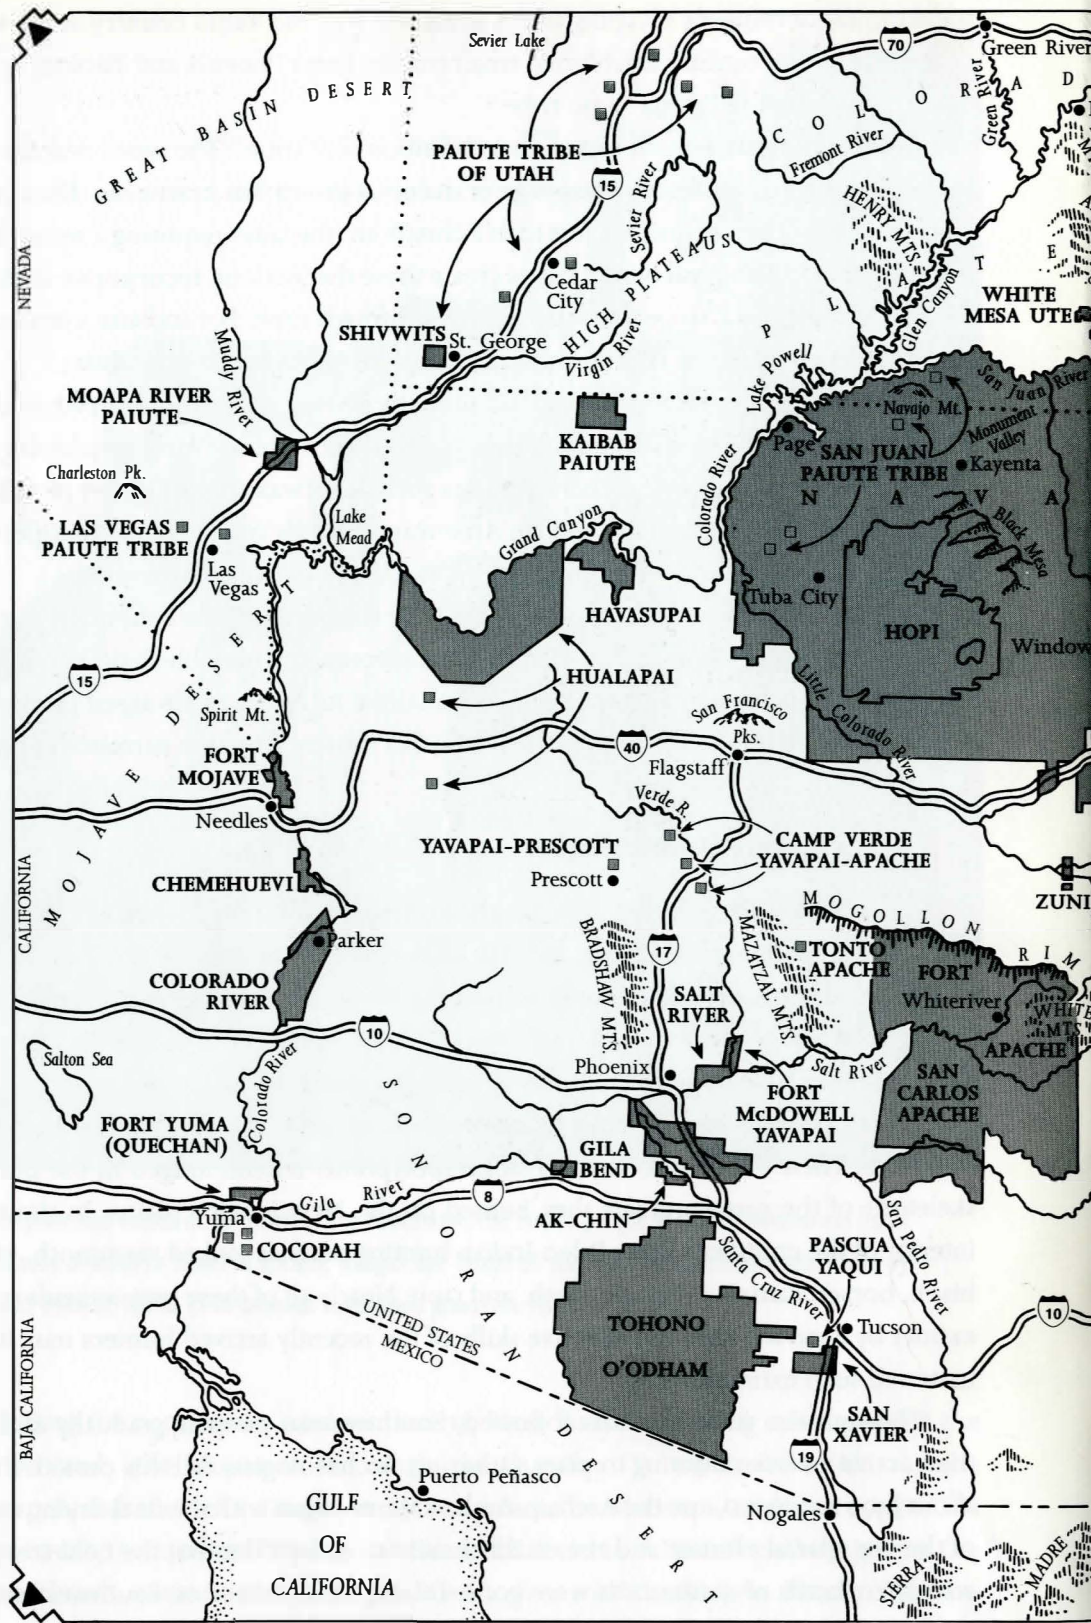 Sevier Lake
70
Green River
GREAT BASIN DESERT
Green River
COLORAD
PAIUTE TRIBE
OF UTAH
15
Fremont River
Sevier River
HENRY MTS.
NEVADA
Cedar
City
HIGH PLATEAUS
PLATE
Glen Canyon
WHITE
MESA UTE
SHIVWITS
St. George
Virgin River
Muddy River
Lake Powell
San Juan River
MOAPA RIVER
PAIUTE
Navajo Mt.
Monument
Valley
KAIBAB
PAIUTE
Page
SAN JUAN
PAIUTE TRIBE
Kayenta
Charleston Pk.
Colorado River
NAVA
LAS VEGAS
PAIUTE TRIBE
Lake
Mead
Grand Canyon
Black Mesa
Las
Vegas
Tuba City
HAVASUPAI
HOPI
Window
15
HUALAPAI
Spirit Mt.
San Francisco
Pks.
Little Colorado River
40
Flagstaff
FORT
MOJAVE
MOJAVE DESERT
Needles
Verde R.
YAVAPAI-PRESCOTT
CAMP VERDE
YAVAPAI-APACHE
Prescott
CHEMEHUEVI
ZUNI
CALIFORNIA
MOGOLLON RIM
Parker
BRADSHAW MTS.
17
MAZATZAL MTS.
TONTO
APACHE
COLORADO
RIVER
SALT
RIVER
FORT
Whiteriver
WHITE
MTS.
APACHE
10
Salton Sea
Colorado River
Phoenix
Salt River
SAN
CARLOS
APACHE
FORT
McDOWELL
YAVAPAI
FORT YUMA
(QUECHAN)
GILA
BEND
Gila River
8
Yuma
AK-CHIN
COCOPAH
SONORAN DESERT
Santa Cruz River
PASCUA
YAQUI
San Pedro River
10
UNITED STATES
MEXICO
TOHONO
O'ODHAM
Tucson
BAJA CALIFORNIA
SAN
XAVIER
19
Puerto Peñasco
Nogales
GULF
OF
CALIFORNIA
SIERRA MADRE